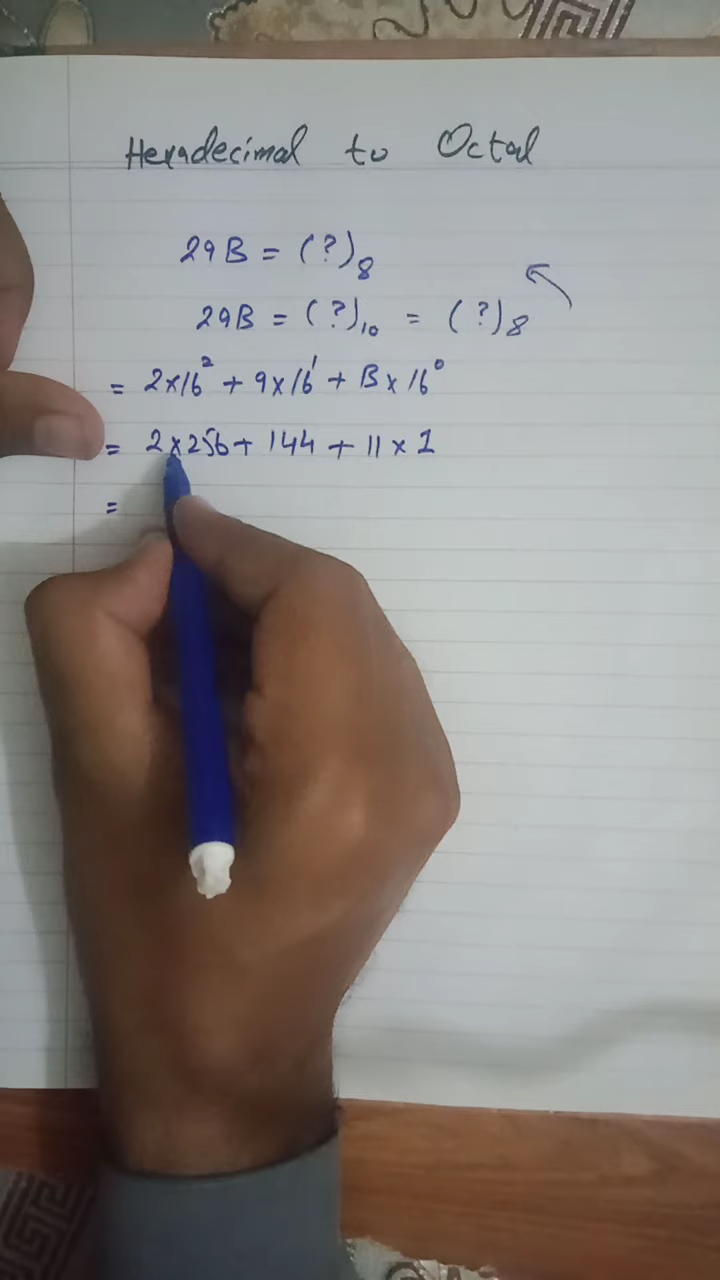 Hexadecimal to Octal
29B = (?)₈
29B = (?)₁₀ = (?)₈
= 2×16² + 9×16¹ + B×16⁰
= 2×256 + 144 + 11×1
=